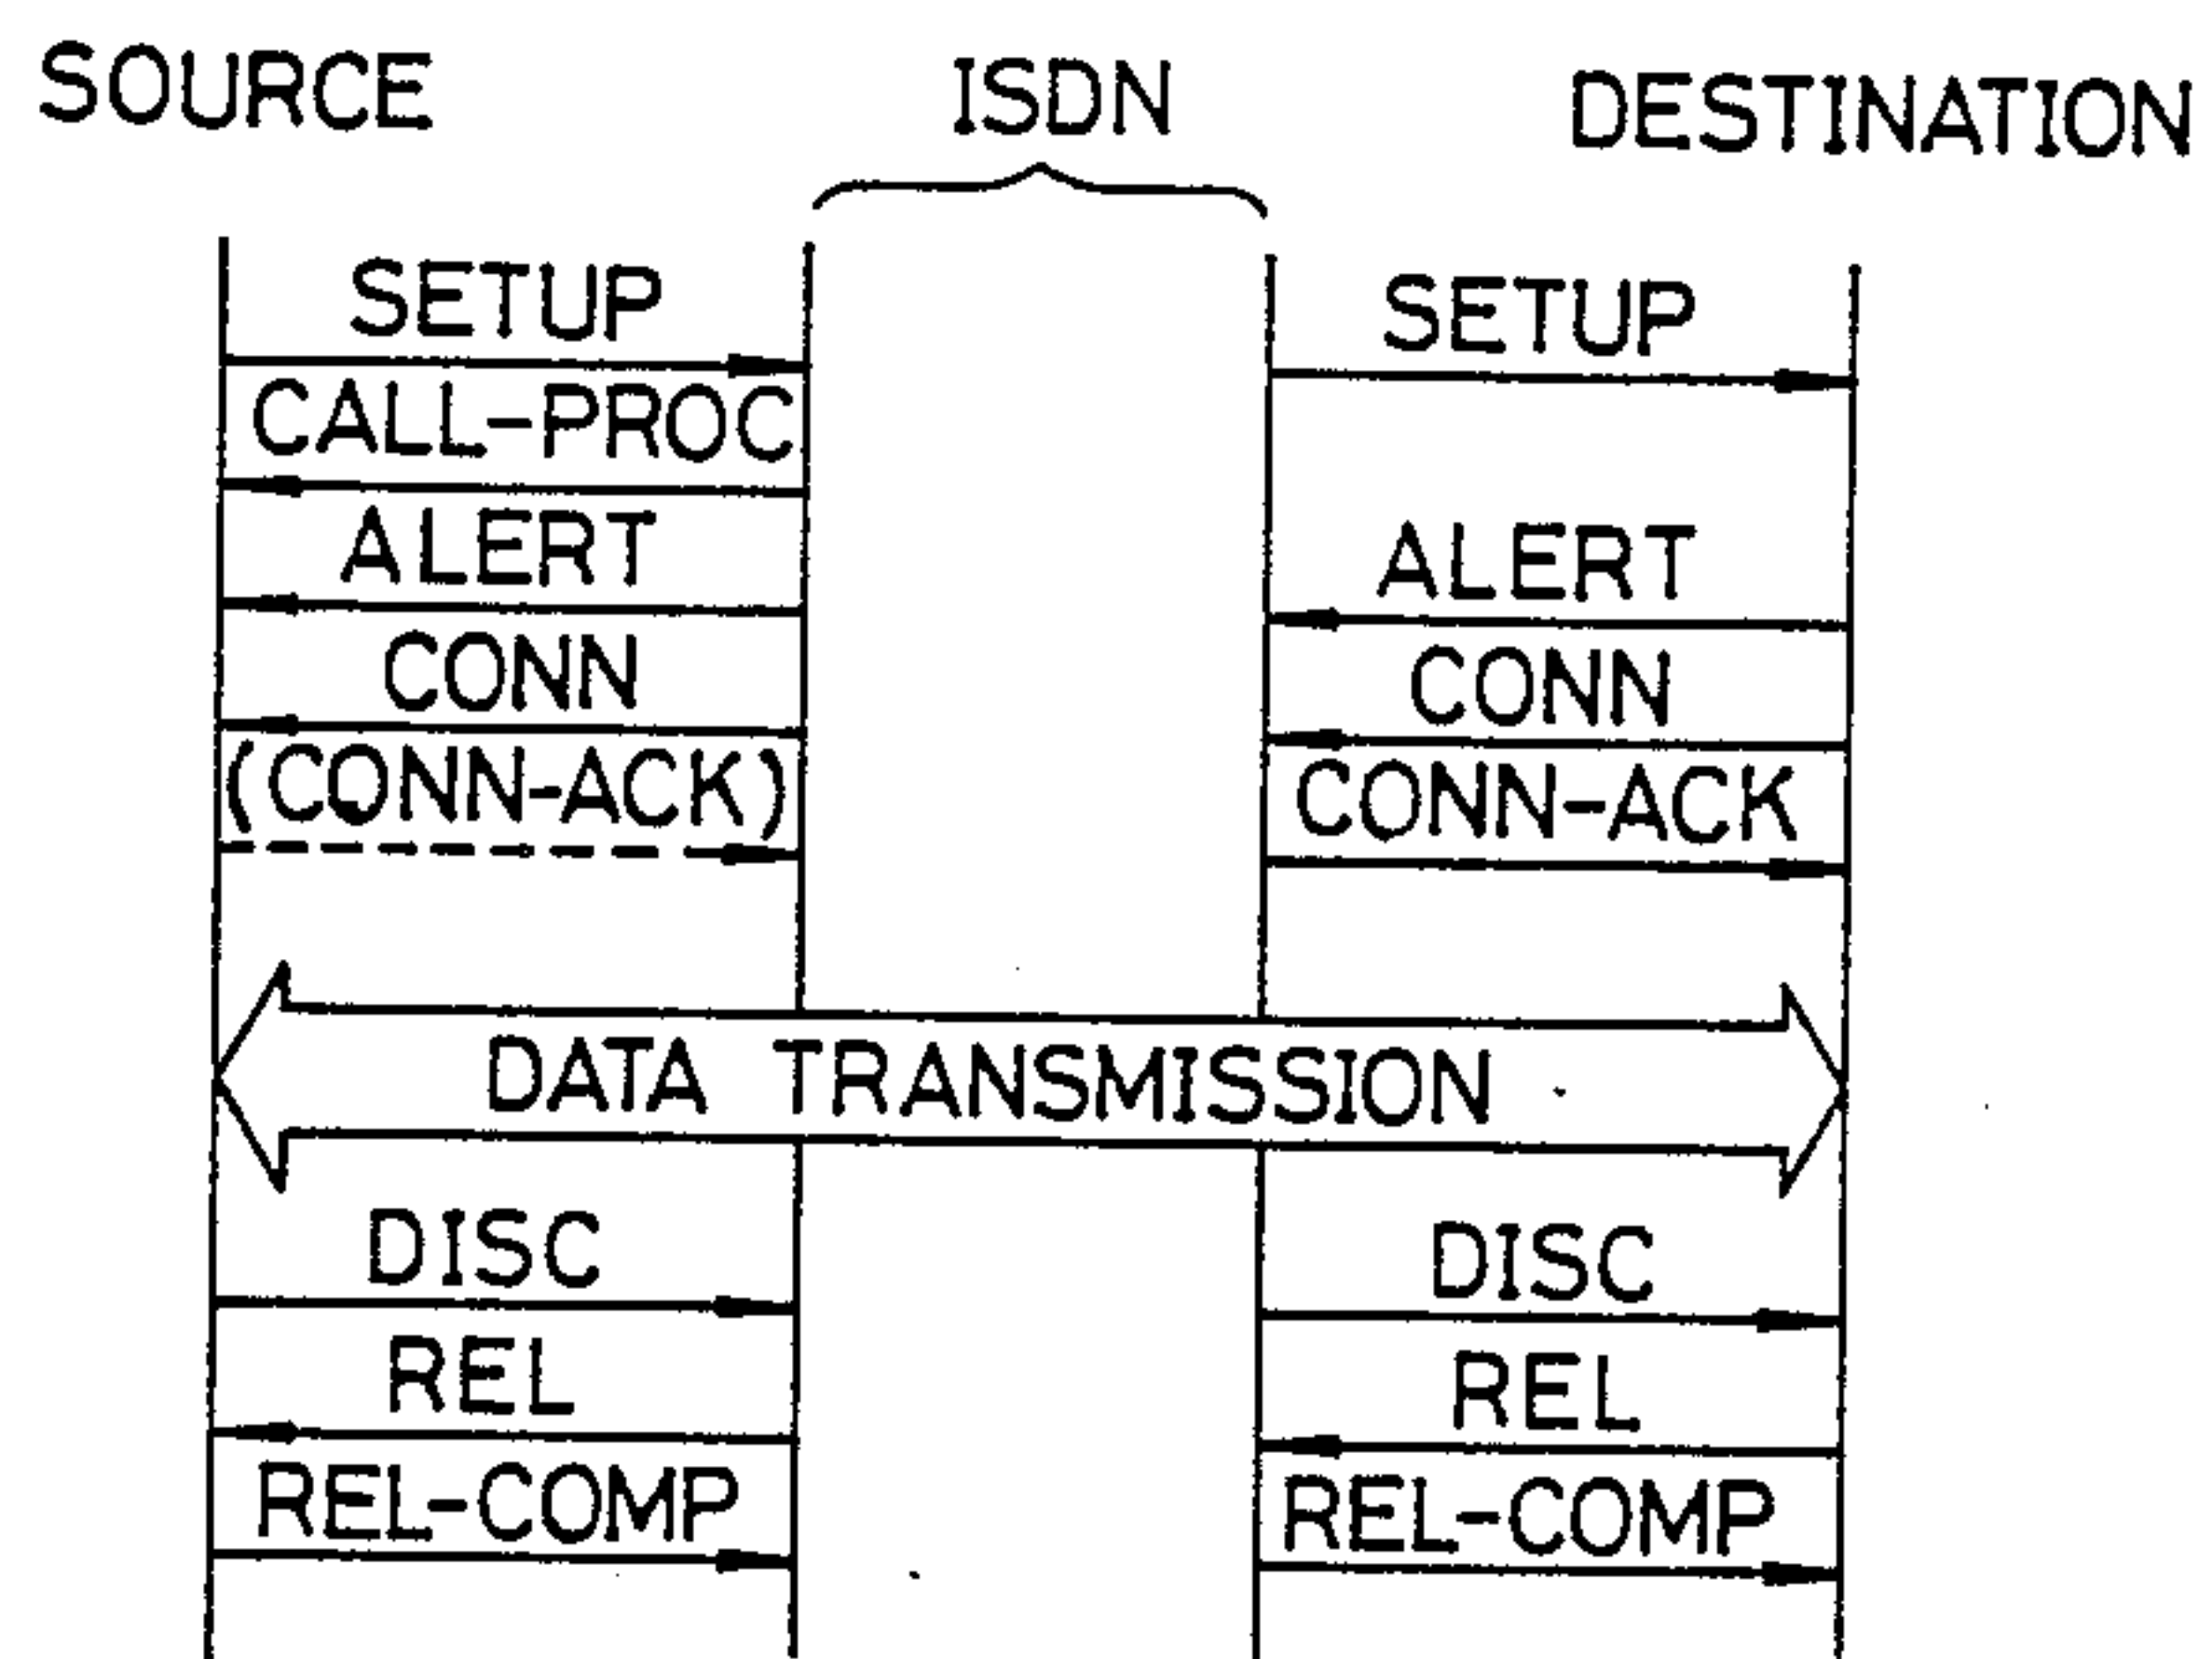 SOURCE
ISDN
DESTINATION
SETUP
SETUP
CALL-PROC
ALERT
ALERT
CONN
CONN
(CONN-ACK)
CONN-ACK
DATA TRANSMISSION
DISC
DISC
REL
REL
REL-COMP
REL-COMP